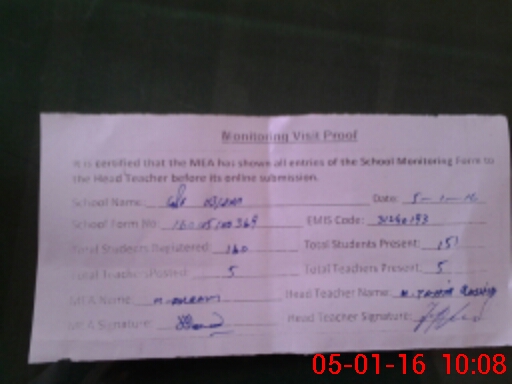 Monitoring Visit Proof
It is certified that the MEA has shown all entries of the School Monitoring Form to
the Head Teacher before its online submission.
School Name: Date: 5-1-16
School Form No: EMIS Code:
Total Students Registered: 160 Total Students Present: 151
Total Teachers Posted: 5 Total Teachers Present: 5
MEA Name: Head Teacher Name: M. Tahir
MEA Signature: Head Teacher Signature:
05-01-16 10:08